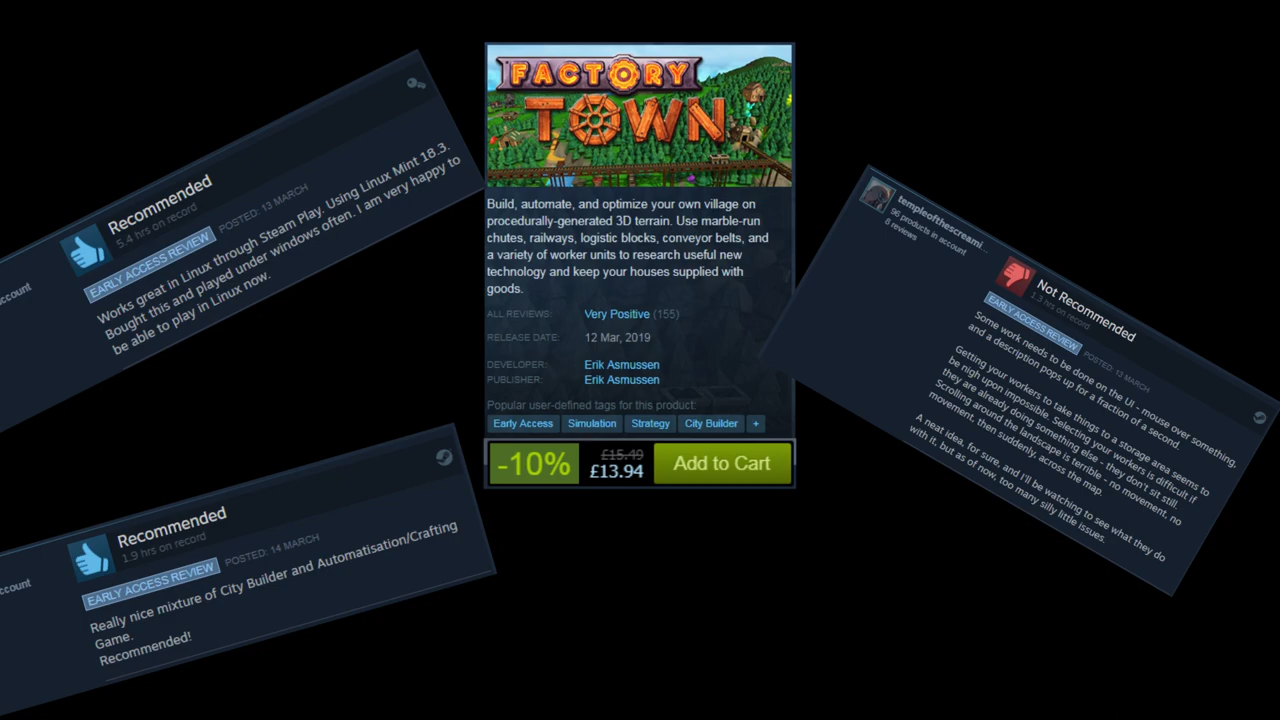 Recommended
5.4 hrs on record
EARLY ACCESS REVIEW
POSTED: 13 MARCH
Works great in Linux through Steam Play. Using Linux Mint 18.3.
Bought this and played under windows often. I am very happy to
be able to play in Linux now.
Recommended
1.9 hrs on record
EARLY ACCESS REVIEW
POSTED: 14 MARCH
Really nice mixture of City Builder and Automatisation/Crafting
Game.
Recommended!
FACTORY
TOWN
Build, automate, and optimize your own village on
procedurally-generated 3D terrain. Use marble-run
chutes, railways, logistic blocks, conveyor belts, and
a variety of worker units to research useful new
technology and keep your houses supplied with
goods.
ALL REVIEWS: Very Positive (155)
RELEASE DATE: 12 Mar, 2019
DEVELOPER: Erik Asmussen
PUBLISHER: Erik Asmussen
Popular user-defined tags for this product:
Early Access Simulation Strategy City Builder +
-10% £15.49
£13.94 Add to Cart
templeofthescreami...
96 products in account
8 reviews
Not Recommended
1.3 hrs on record
EARLY ACCESS REVIEW
POSTED: 13 MARCH
Some work needs to be done on the UI - mouse over something,
and a description pops up for a fraction of a second.
Getting your workers to take things to a storage area seems to
be nigh upon impossible. Selecting your workers is difficult if
they are already doing something else - they don't sit still.
Scrolling around the landscape is terrible - no movement, no
movement, then suddenly, across the map.
A neat idea, for sure, and I'll be watching to see what they do
with it, but as of now, too many silly little issues.